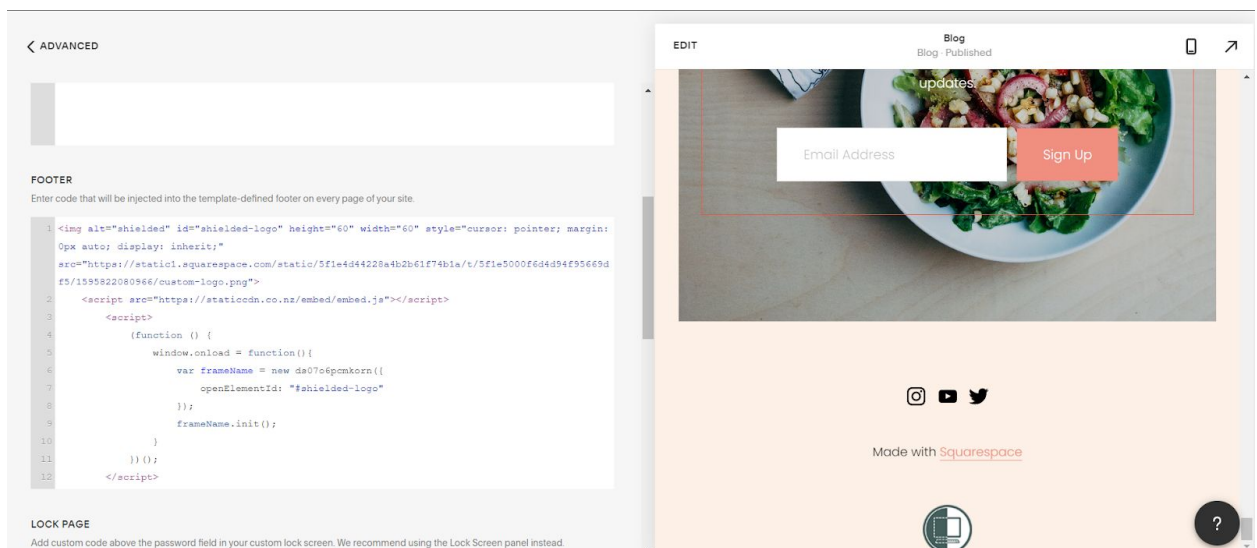 ADVANCED
FOOTER
Enter code that will be injected into the template-defined footer on every page of your site.
1 <img alt="shielded" id="shielded-logo" height="60" width="60" style="cursor: pointer; margin:
0px auto; display: inherit;"
src="https://static1.squarespace.com/static/5f1e4d44228a4b2b61f74b1a/t/5f1e5000f6d4d94f95669d
f5/1595822080966/custom-logo.png">
2 <script src="https://staticcdn.co.nz/embed/embed.js"></script>
3 <script>
4 (function () {
5 window.onload = function(){
6 var frameName = new ds07o6pcmkorn({
7 openElementId: "#shielded-logo"
8 });
9 frameName.init();
10 }
11 })();
12 </script>
LOCK PAGE
Add custom code above the password field in your custom lock screen. We recommend using the Lock Screen panel instead.
EDIT
Blog
Blog · Published
updates.
Email Address
Sign Up
Made with Squarespace
?